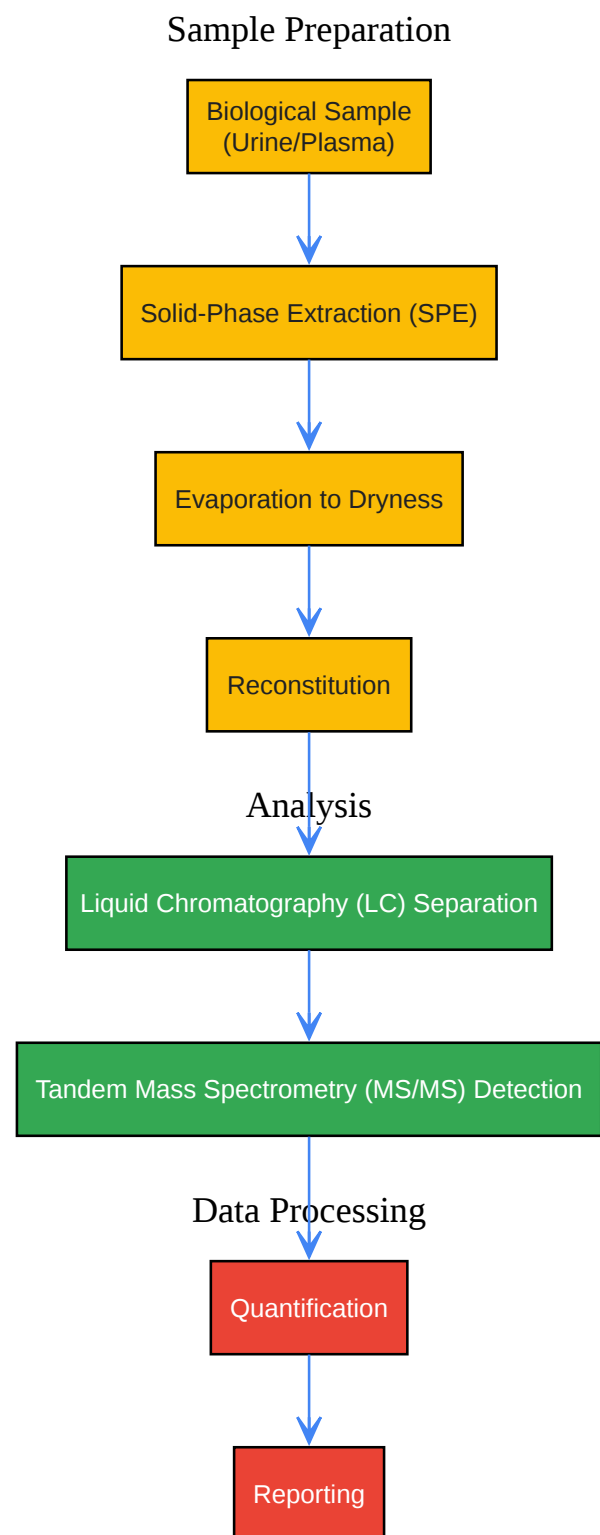 Sample Preparation
Biological Sample
(Urine/Plasma)
Solid-Phase Extraction (SPE)
Evaporation to Dryness
Reconstitution
Analysis
Liquid Chromatography (LC) Separation
Tandem Mass Spectrometry (MS/MS) Detection
Data Processing
Quantification
Reporting